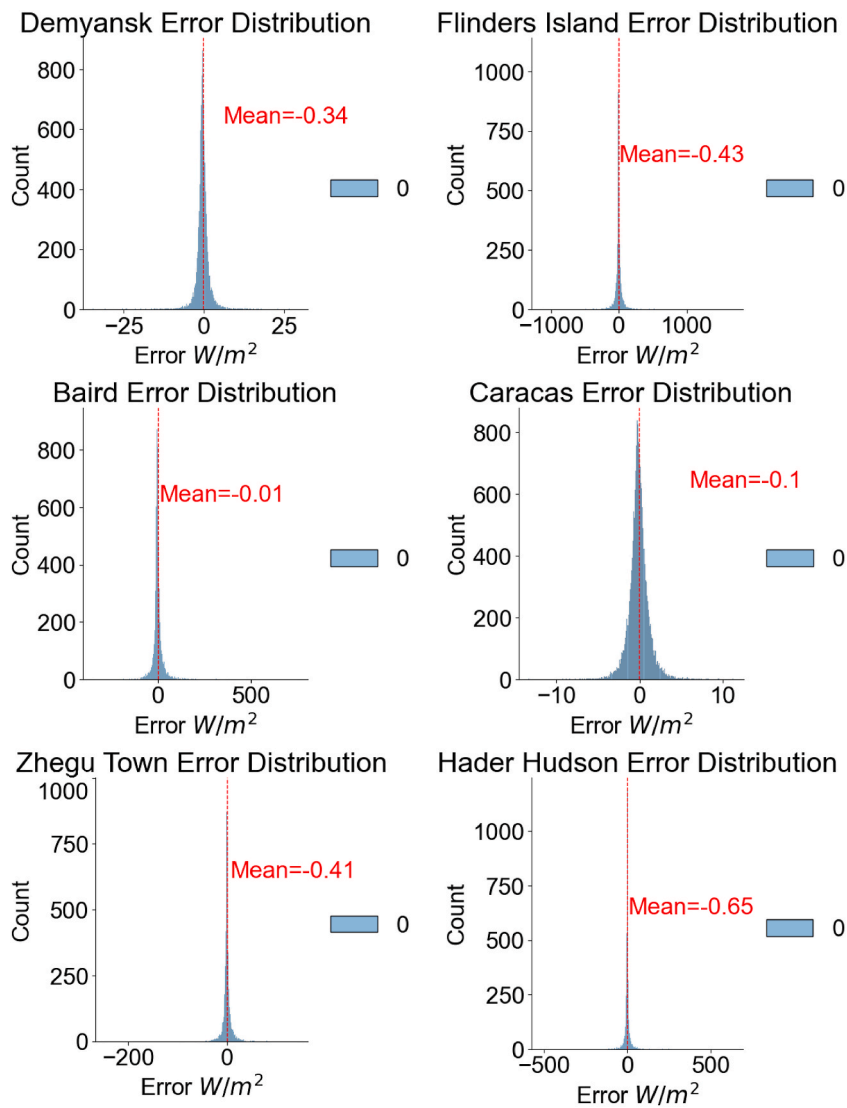 Demyansk Error Distribution
800
600
400
200
0
Count
Mean=-0.34
0
−25
0
25
Error W/m²
Flinders Island Error Distribution
1000
750
500
250
0
Count
Mean=-0.43
0
−1000
0
1000
Error W/m²
Baird Error Distribution
800
600
400
200
0
Count
Mean=-0.01
0
0
500
Error W/m²
Caracas Error Distribution
800
600
400
200
0
Count
Mean=-0.1
0
−10
0
10
Error W/m²
Zhegu Town Error Distribution
1000
750
500
250
0
Count
Mean=-0.41
0
−200
0
Error W/m²
Hader Hudson Error Distribution
1000
750
500
250
0
Count
Mean=-0.65
0
−500
0
500
Error W/m²